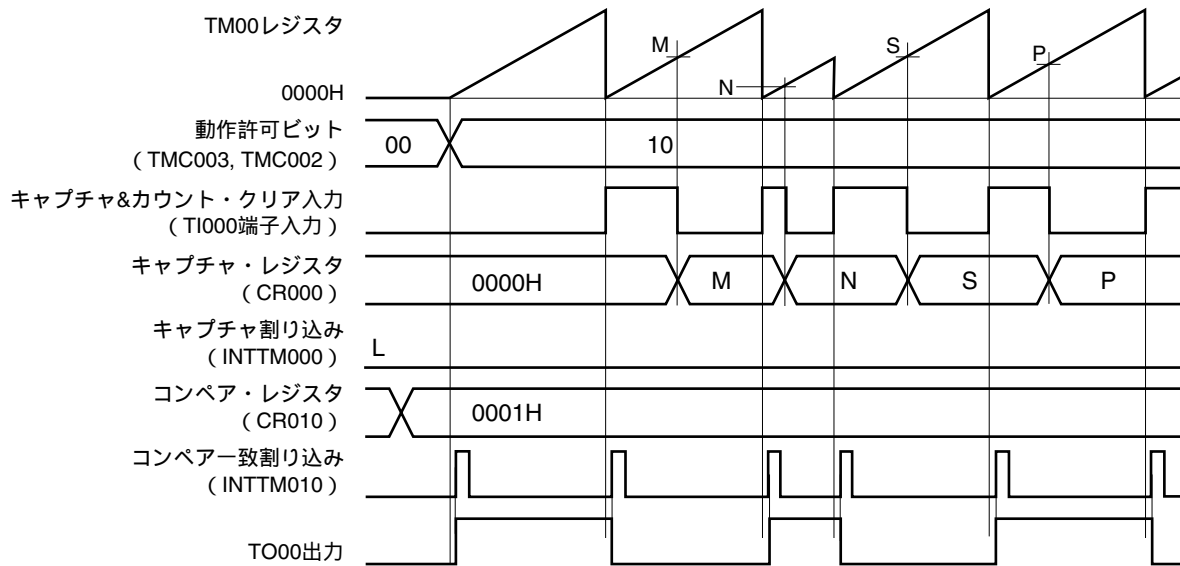 TM00レジスタ
M
S
P
N
0000H
動作許可ビット
(TMC003, TMC002)
00
10
キャプチャ&カウント・クリア入力
(TI000端子入力)
キャプチャ・レジスタ
(CR000)
0000H
M
N
S
P
キャプチャ割り込み
(INTTM000)
L
コンペア・レジスタ
(CR010)
0001H
コンペア一致割り込み
(INTTM010)
TO00出力